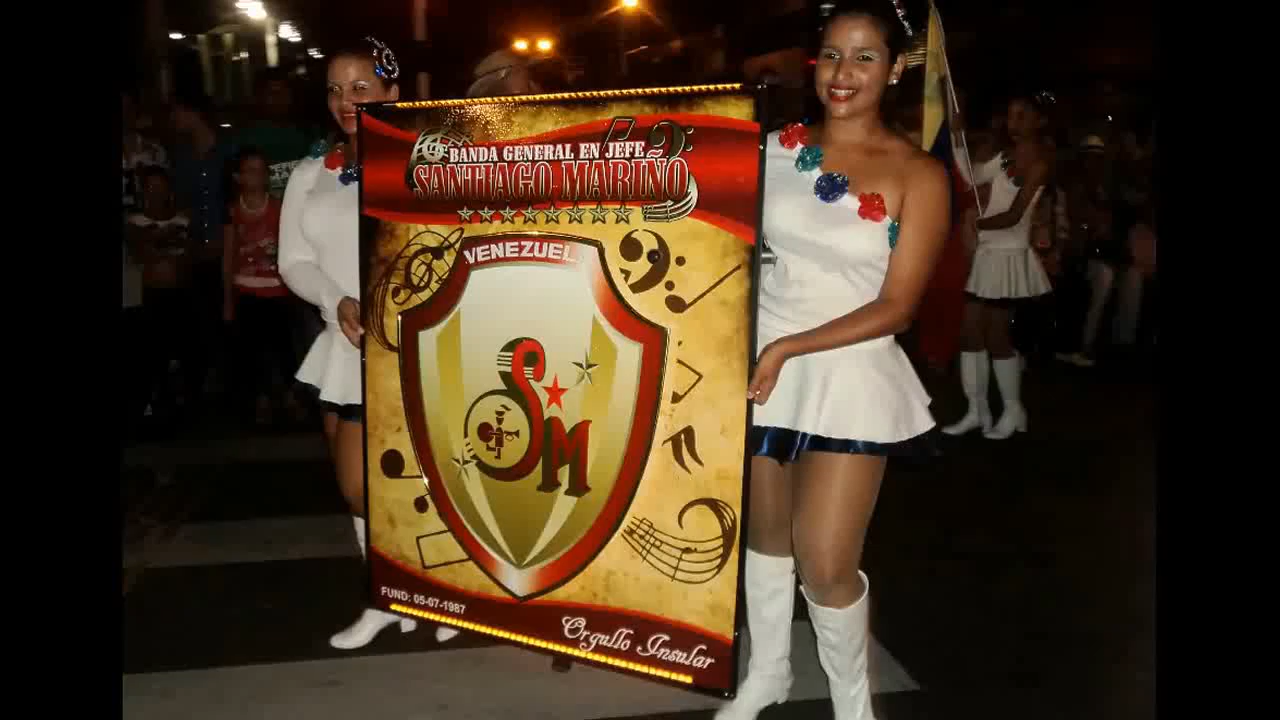 BANDA GENERAL EN JEFE
SANTIAGO MARIÑO
VENEZUEL
SM
FUND: 05-07-1987
Orgullo Insular